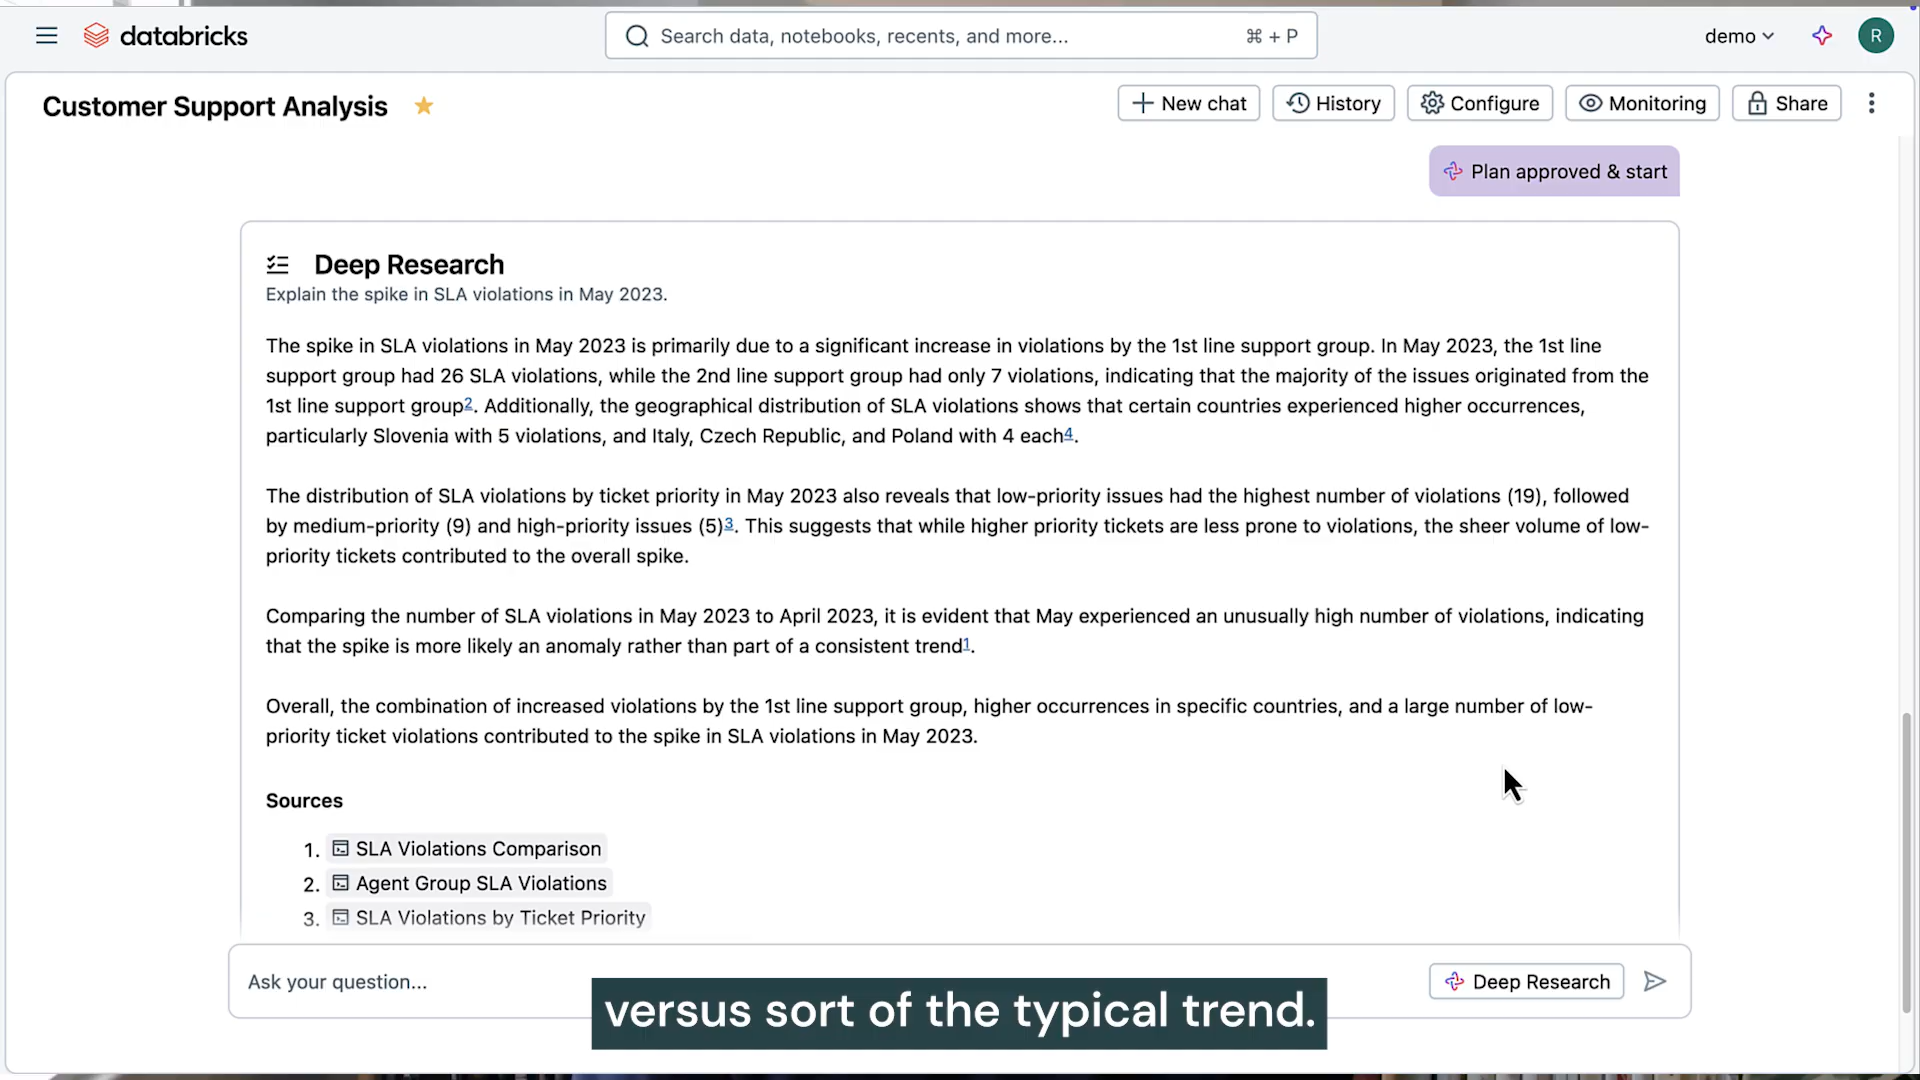 databricks
Search data, notebooks, recents, and more...
⌘ + P
demo
R
Customer Support Analysis
New chat
History
Configure
Monitoring
Share
Plan approved & start
Deep Research
Explain the spike in SLA violations in May 2023.
The spike in SLA violations in May 2023 is primarily due to a significant increase in violations by the 1st line support group. In May 2023, the 1st line
support group had 26 SLA violations, while the 2nd line support group had only 7 violations, indicating that the majority of the issues originated from the
1st line support group2. Additionally, the geographical distribution of SLA violations shows that certain countries experienced higher occurrences,
particularly Slovenia with 5 violations, and Italy, Czech Republic, and Poland with 4 each4.
The distribution of SLA violations by ticket priority in May 2023 also reveals that low-priority issues had the highest number of violations (19), followed
by medium-priority (9) and high-priority issues (5)3. This suggests that while higher priority tickets are less prone to violations, the sheer volume of low-
priority tickets contributed to the overall spike.
Comparing the number of SLA violations in May 2023 to April 2023, it is evident that May experienced an unusually high number of violations, indicating
that the spike is more likely an anomaly rather than part of a consistent trend1.
Overall, the combination of increased violations by the 1st line support group, higher occurrences in specific countries, and a large number of low-
priority ticket violations contributed to the spike in SLA violations in May 2023.
Sources
1. SLA Violations Comparison
2. Agent Group SLA Violations
3. SLA Violations by Ticket Priority
Ask your question...
Deep Research
versus sort of the typical trend.